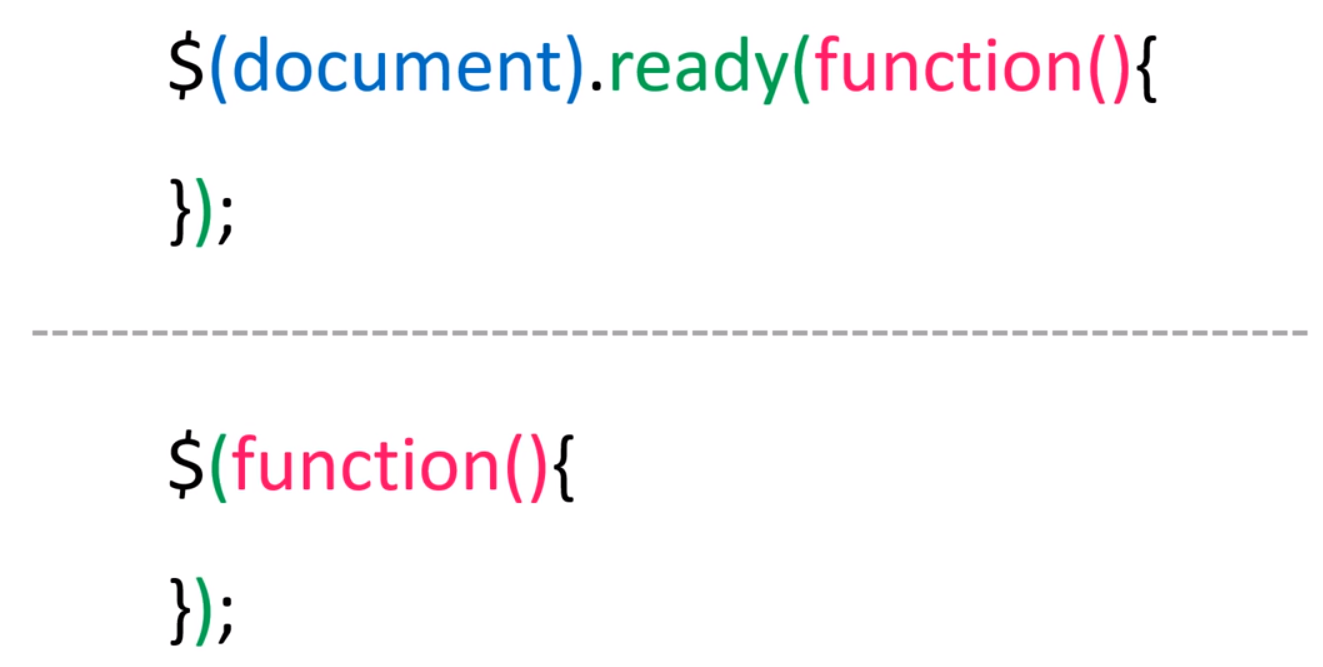 $(document).ready(function(){
});
$(function(){
});